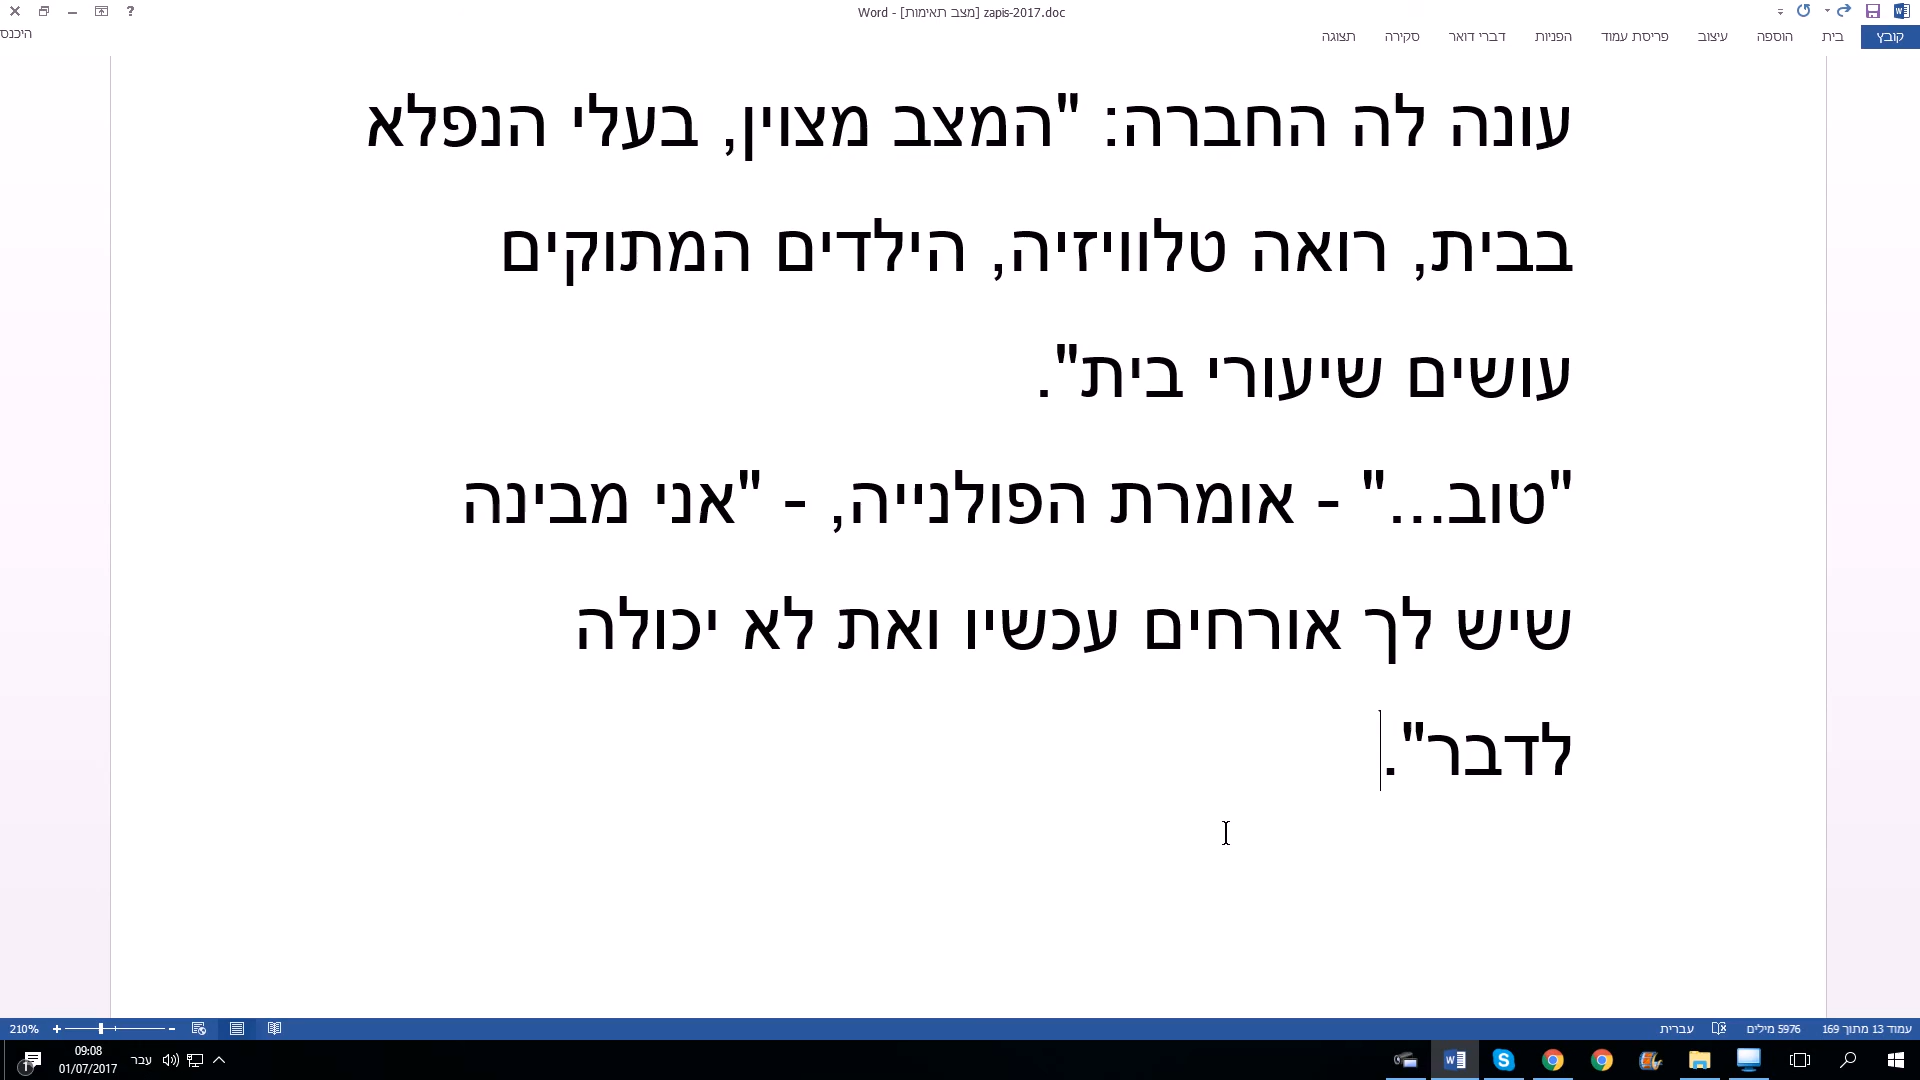 zapis-2017.doc [מצב תאימות] - Word
היכנס
קובץ
בית
הוספה
עיצוב
פריסת עמוד
הפניות
דברי דואר
סקירה
תצוגה
עונה לה החברה: "המצב מצוין, בעלי הנפלא
בבית, רואה טלוויזיה, הילדים המתוקים
עושים שיעורי בית".
"טוב..." - אומרת הפולנייה, - "אני מבינה
שיש לך אורחים עכשיו ואת לא יכולה
לדבר".
עמוד 13 מתוך 169
5976 מילים
עברית
210%
עבר
09:08
01/07/2017
1